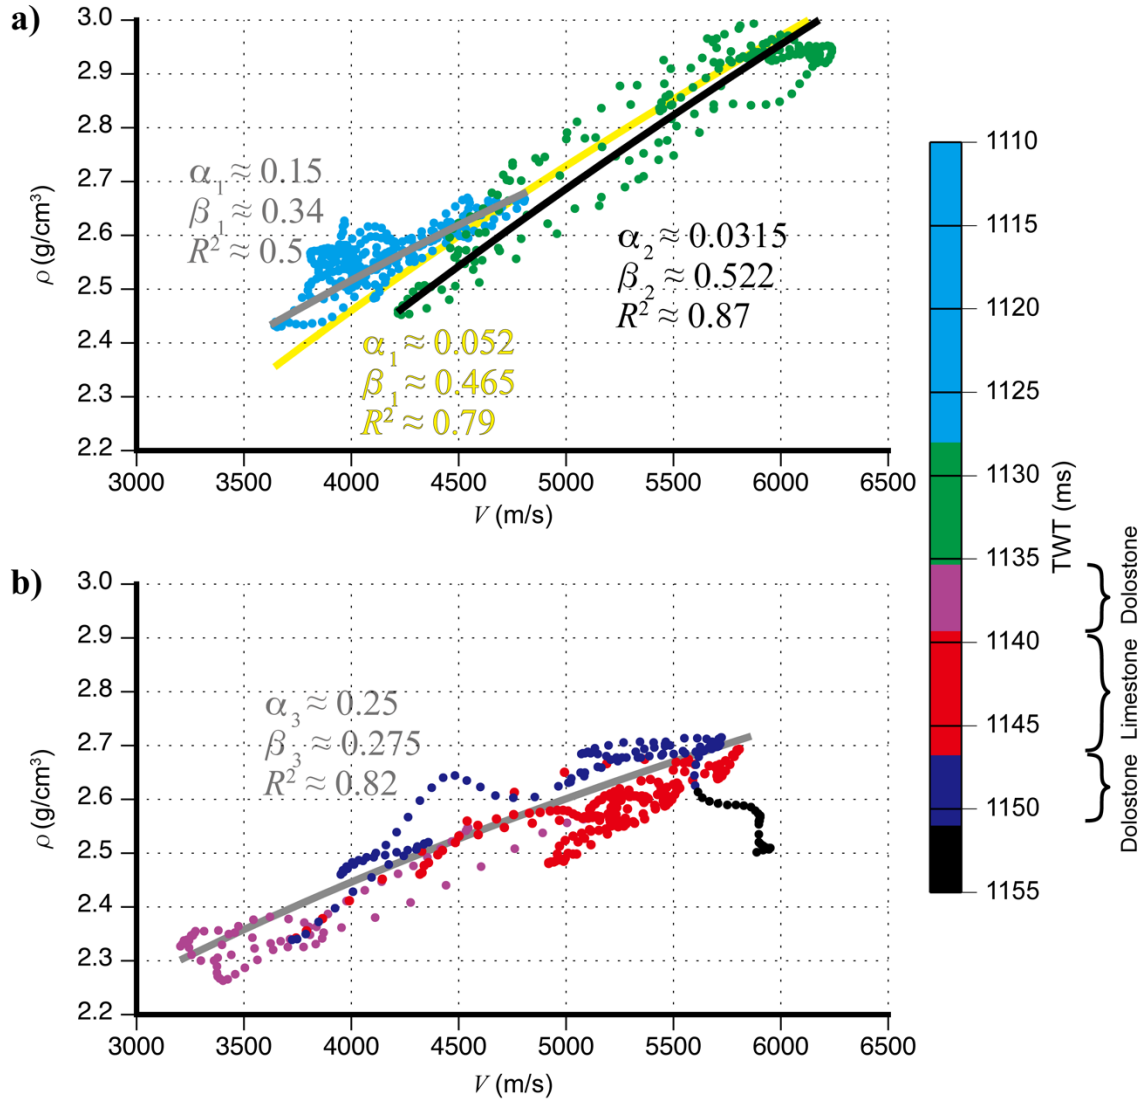 a)
3.0
2.9
2.8
2.7
2.6
2.5
2.4
2.3
2.2
ρ (g/cm³)
α₁ ≈ 0.15
β₁ ≈ 0.34
R² ≈ 0.5
α₂ ≈ 0.0315
β₂ ≈ 0.522
R² ≈ 0.87
α₁ ≈ 0.052
β₁ ≈ 0.465
R² ≈ 0.79
3000 3500 4000 4500 5000 5500 6000 6500
V (m/s)
b)
3.0
2.9
2.8
2.7
2.6
2.5
2.4
2.3
2.2
ρ (g/cm³)
α₃ ≈ 0.25
β₃ ≈ 0.275
R² ≈ 0.82
3000 3500 4000 4500 5000 5500 6000 6500
V (m/s)
1110
1115
1120
1125
1130
1135
1140
1145
1150
1155
TWT (ms)
Dolostone
Limestone
Dolostone